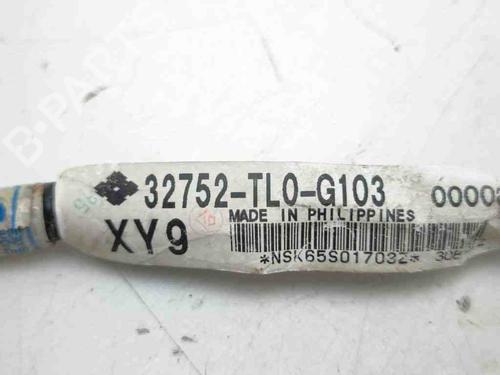 B-PARTS
32752-TL0-G103
XY9
MADE IN PHILIPPINES
0000
*NSK65S017032*